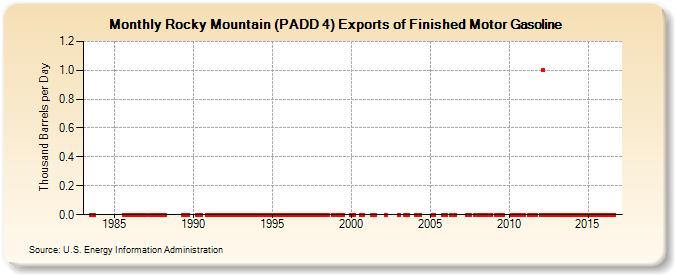 Monthly Rocky Mountain (PADD 4) Exports of Finished Motor Gasoline
Thousand Barrels per Day
1.2
1.0
0.8
0.6
0.4
0.2
0.0
1985 1990 1995 2000 2005 2010 2015
Source: U.S. Energy Information Administration